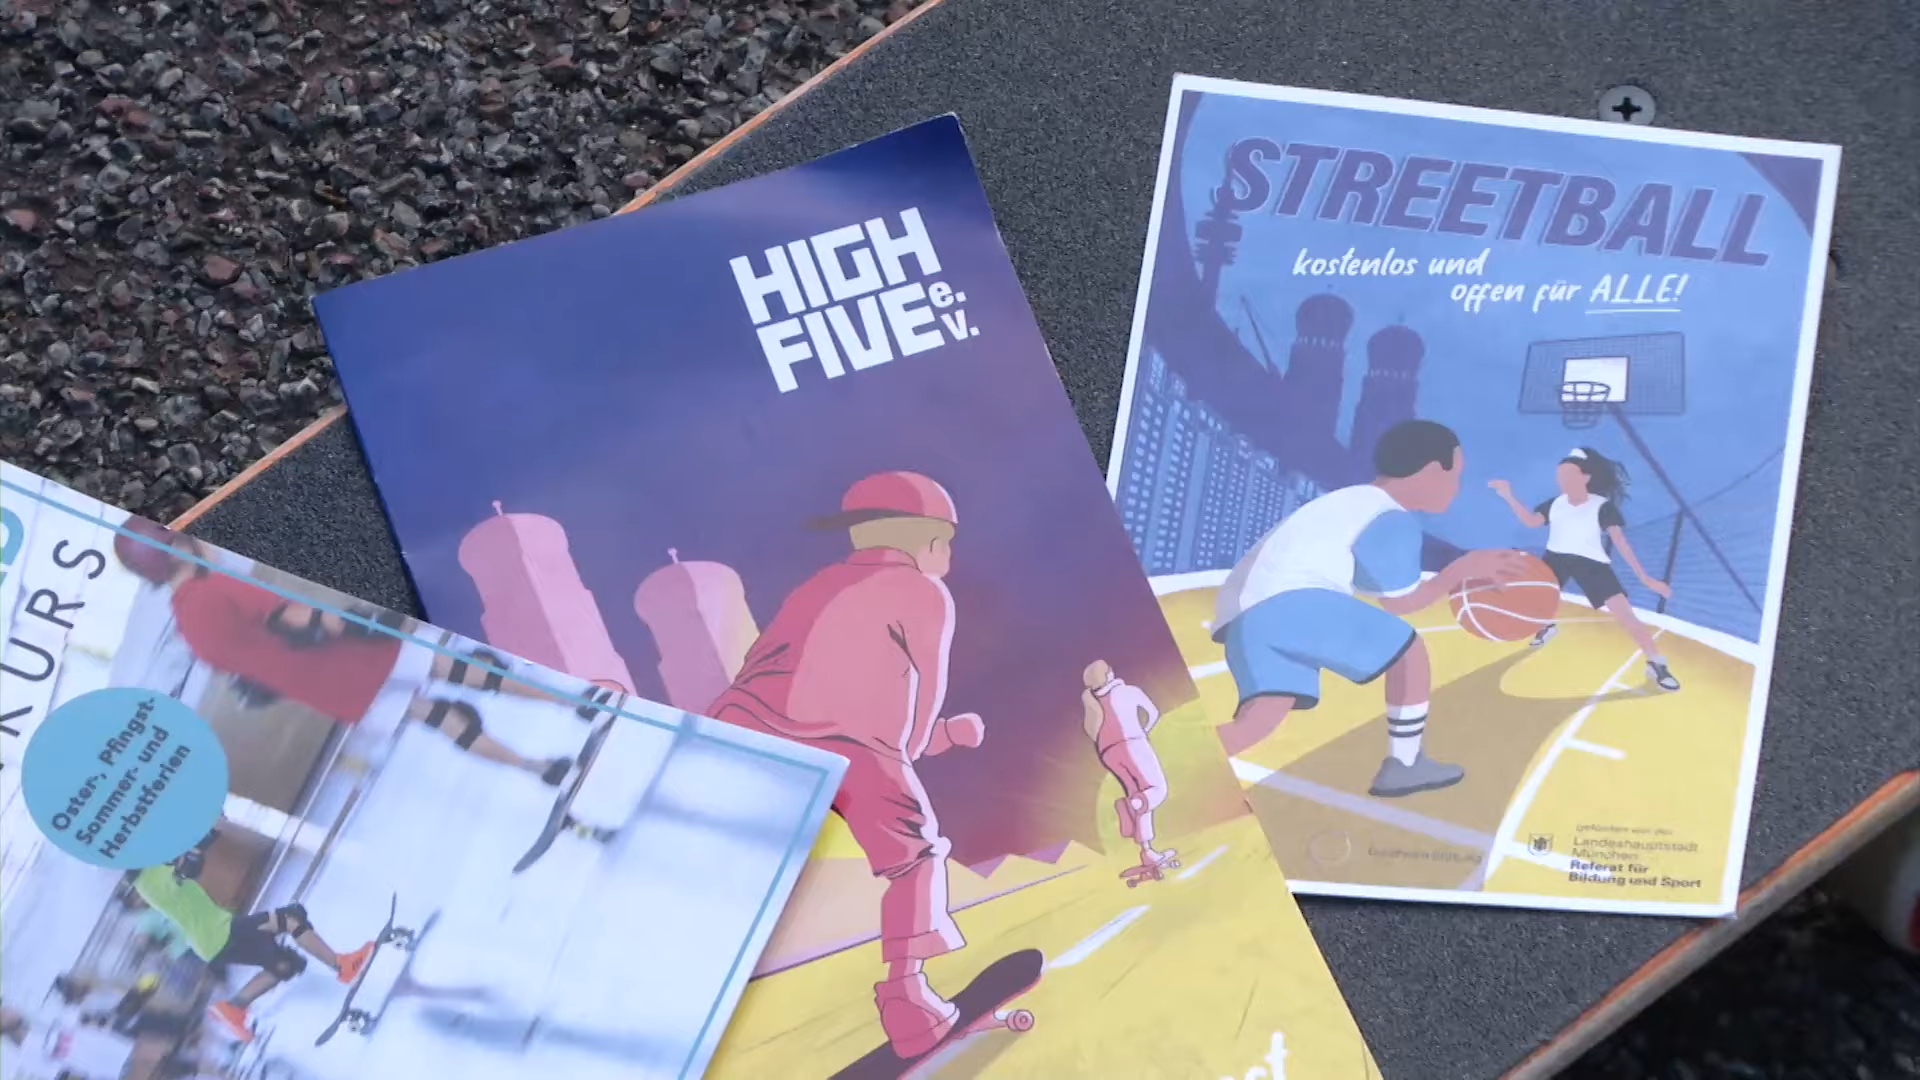 HIGH
FIVE e.V.
STREETBALL
kostenlos und
offen für ALLE!
KURS
Oster-, Pfingst-
Sommer- und
Herbstferien
Landeshauptstadt
München
Referat für
Bildung und Sport